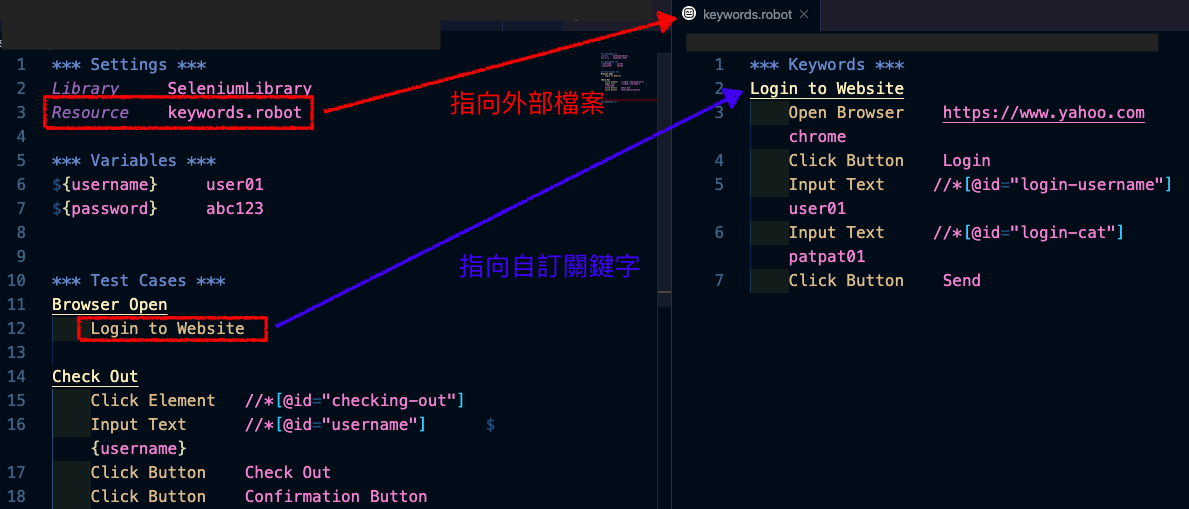 1 *** Settings ***
2 Library SeleniumLibrary
3 Resource keywords.robot
4
5 *** Variables ***
6 ${username} user01
7 ${password} abc123
8
9
10 *** Test Cases ***
11 Browser Open
12 Login to Website
13
14 Check Out
15 Click Element //*[@id="checking-out"]
16 Input Text //*[@id="username"] $
{username}
17 Click Button Check Out
18 Click Button Confirmation Button
指向外部檔案
指向自訂關鍵字
keywords.robot
1 *** Keywords ***
2 Login to Website
3 Open Browser https://www.yahoo.com
chrome
4 Click Button Login
5 Input Text //*[@id="login-username"]
user01
6 Input Text //*[@id="login-cat"]
patpat01
7 Click Button Send